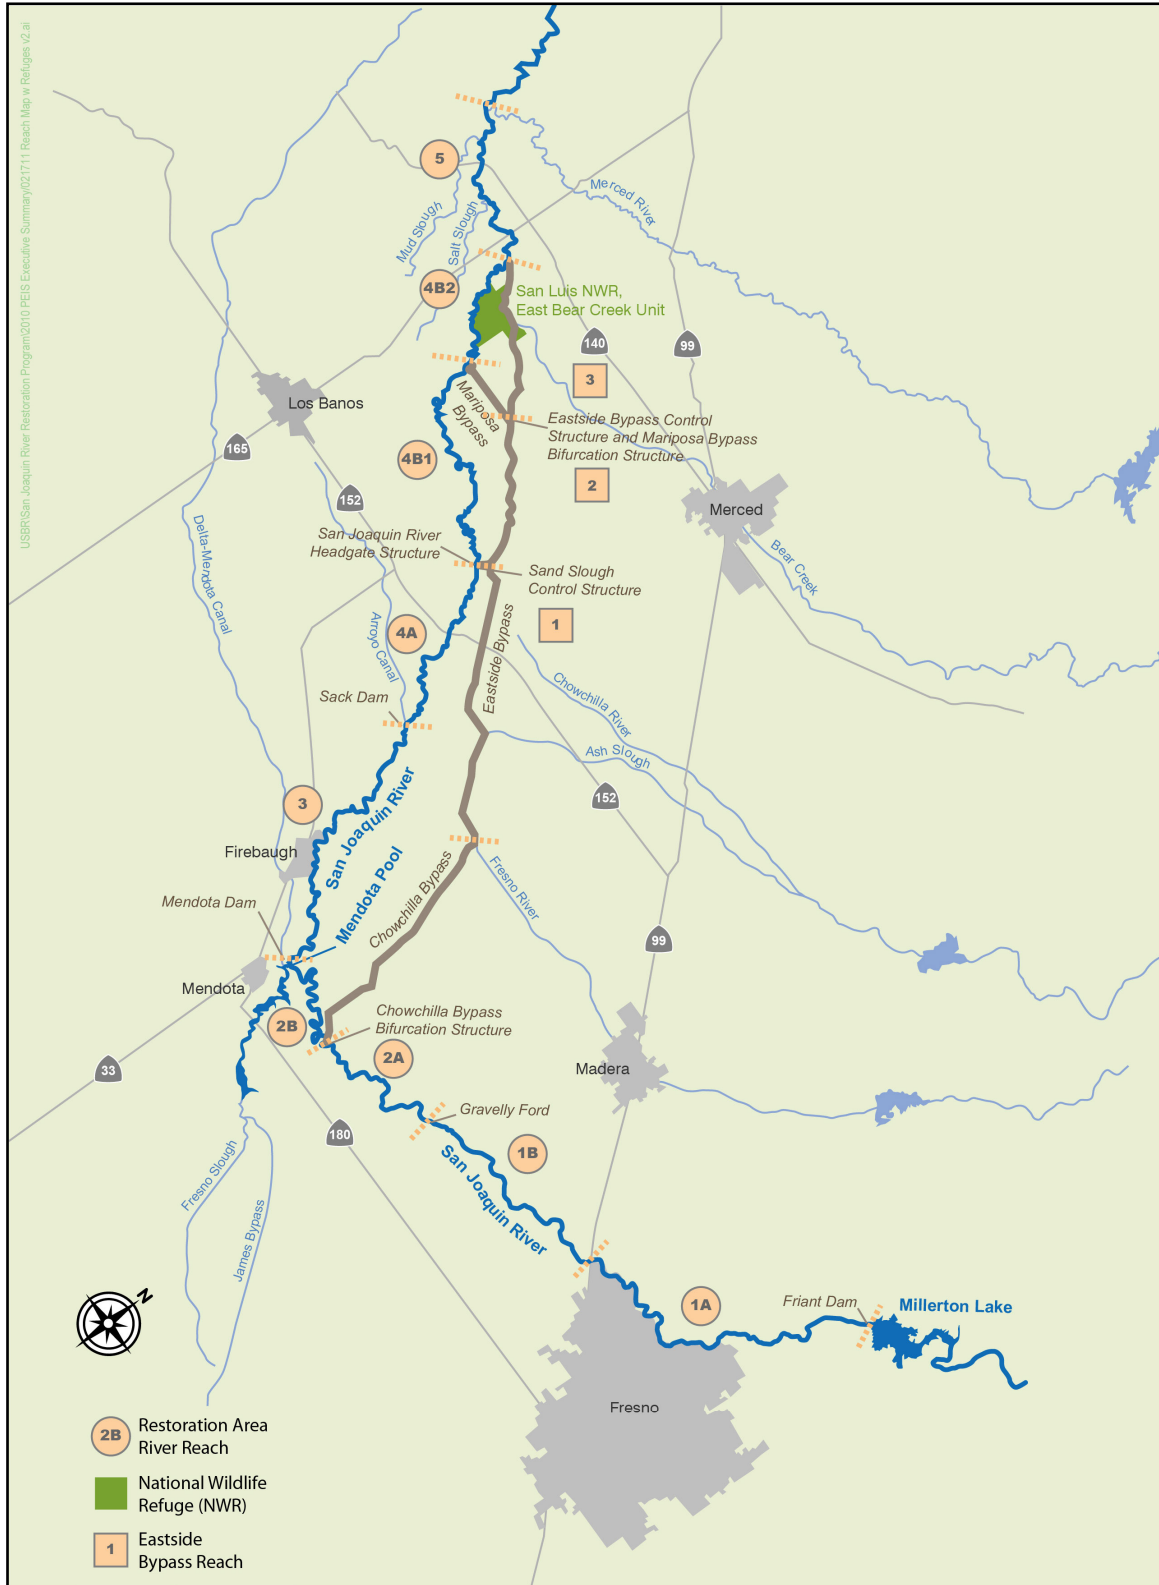 USBR\San Joaquin River Restoration Program\2010 PEIS Executive Summary\021711 Reach Map w Refuges v2.ai
5
Merced River
Mud Slough
Salt Slough
4B2
San Luis NWR,
East Bear Creek Unit
140
99
3
Los Banos
Mariposa
Bypass
Eastside Bypass Control
Structure and Mariposa Bypass
Bifurcation Structure
165
4B1
2
152
Merced
San Joaquin River
Headgate Structure
Delta-Mendota Canal
Sand Slough
Control Structure
Bear Creek
4A
1
Arroyo Canal
Eastside Bypass
Sack Dam
Chowchilla River
Ash Slough
3
152
San Joaquin River
Firebaugh
Mendota Pool
Chowchilla Bypass
Fresno River
Mendota Dam
99
Mendota
Chowchilla Bypass
Bifurcation Structure
2B
2A
33
Madera
Gravelly Ford
180
1B
San Joaquin River
Fresno Slough
James Bypass
N
1A
Friant Dam
Millerton Lake
Fresno
2B
Restoration Area
River Reach
National Wildlife
Refuge (NWR)
1
Eastside
Bypass Reach